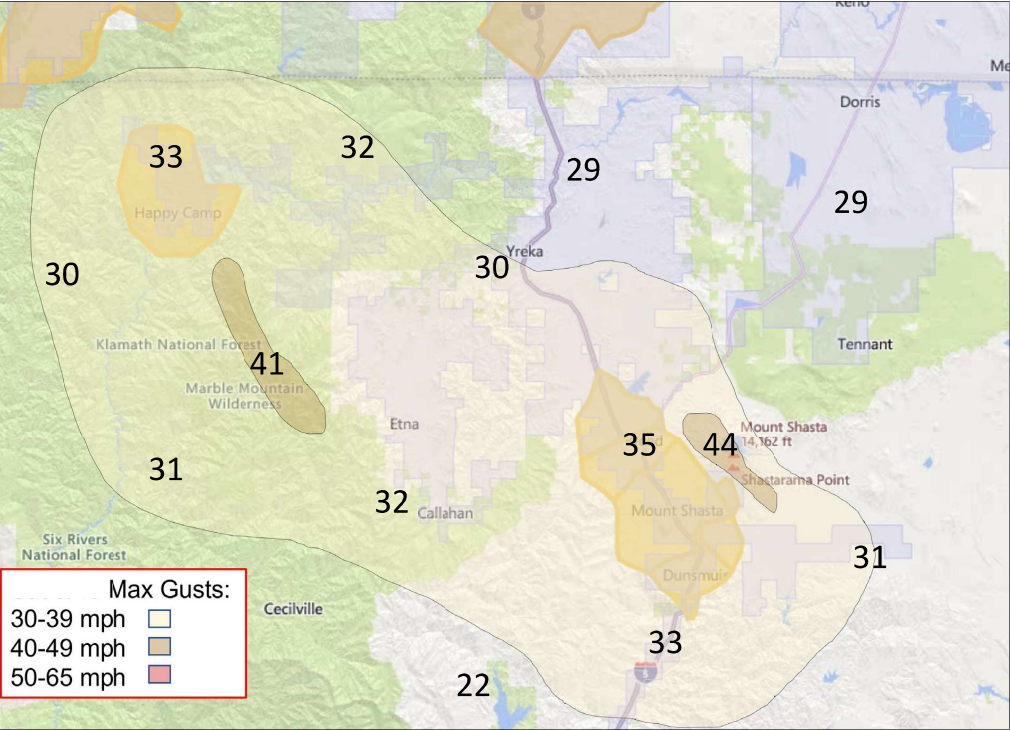 Keno
Me
Dorris
33
32
29
Happy Camp
29
Yreka
30
30
Klamath National Forest
41
Marble Mountain
Wilderness
Tennant
Etna
35
44
Mount Shasta
14,162 ft
Shastarama Point
31
32
Callahan
Mount Shasta
Six Rivers
National Forest
31
Dunsmuir
Max Gusts:
30-39 mph
40-49 mph
50-65 mph
Cecilville
33
5
22